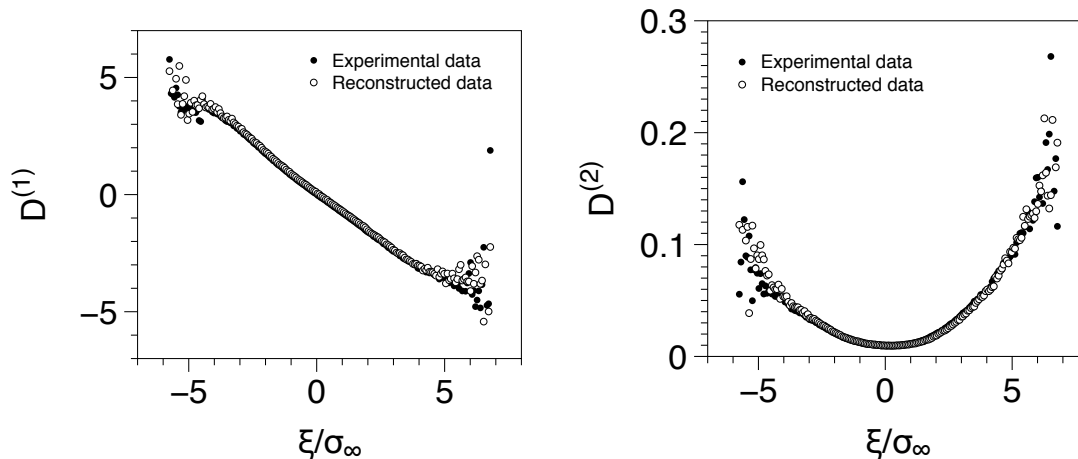 Experimental data
Reconstructed data
D(1)
5
0
−5
−5
0
5
ξ/σ∞
Experimental data
Reconstructed data
D(2)
0.3
0.2
0.1
0
−5
0
5
ξ/σ∞